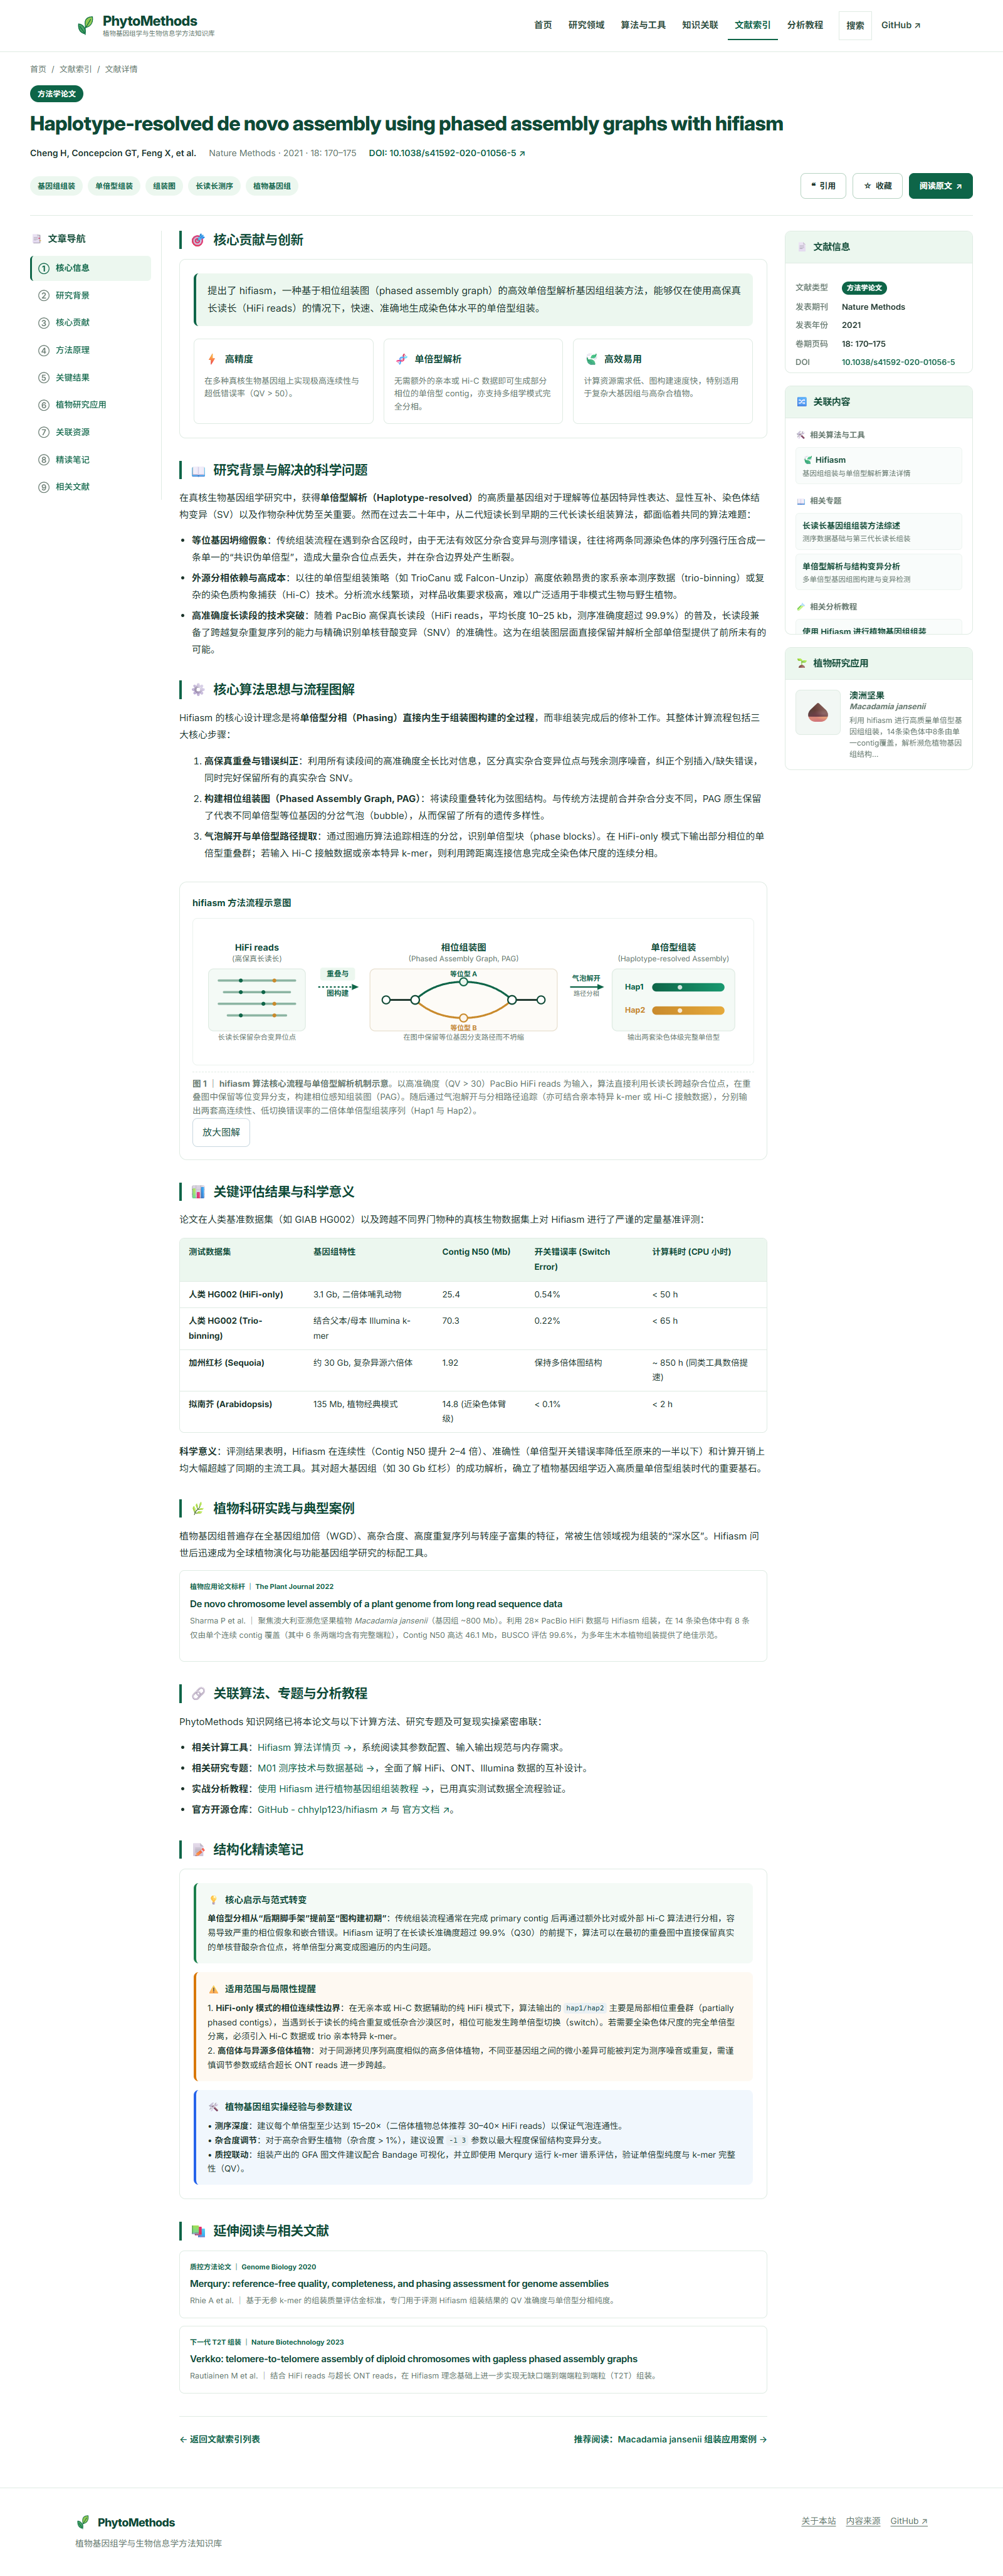 PhytoMethods
植物基因组学与生物信息学方法知识库
首页 研究领域 算法与工具 知识关联 文献索引 分析教程 搜索 GitHub ↗
首页 / 文献索引 / 文献详情
方法学论文
Haplotype-resolved de novo assembly using phased assembly graphs with hifiasm
Cheng H, Concepcion GT, Feng X, et al. Nature Methods · 2021 · 18: 170–175 DOI: 10.1038/s41592-020-01056-5 ↗
基因组组装 单倍型组装 组装图 长读长测序 植物基因组
❝ 引用 ☆ 收藏 阅读原文 ↗
文章导航
① 核心信息
② 研究背景
③ 核心贡献
④ 方法原理
⑤ 关键结果
⑥ 植物研究应用
⑦ 关联资源
⑧ 精读笔记
⑨ 相关文献
核心贡献与创新
提出了 hifiasm，一种基于相位组装图（phased assembly graph）的高效单倍型解析基因组组装方法，能够仅在使用高保真
长读长（HiFi reads）的情况下，快速、准确地生成染色体水平的单倍型组装。
高精度
在多种真核生物基因组上实现极高连续性与
超低错误率（QV > 50）。
单倍型解析
无需额外的亲本或 Hi-C 数据即可生成部分
相位的单倍型 contig，亦支持多组学模式完
全分相。
高效易用
计算资源需求低、图构建速度快，特别适用
于复杂大基因组与高杂合植物。
研究背景与解决的科学问题
在真核生物基因组学研究中，获得单倍型解析（Haplotype-resolved）的高质量基因组对于理解等位基因特异性表达、显性互补、染色体结
构变异（SV）以及作物杂种优势至关重要。然而在过去二十年中，从二代短读长到早期的三代长读长组装算法，都面临着共同的算法难题：
• 等位基因坍缩假象：传统组装流程在遇到杂合区段时，由于无法有效区分杂合变异与测序错误，往往将两条同源染色体的序列强行压合成一
条单一的“共识伪单倍型”，造成大量杂合位点丢失，并在杂合边界处产生断裂。
• 外源分相依赖与高成本：以往的单倍型组装策略（如 TrioCanu 或 Falcon-Unzip）高度依赖昂贵的家系亲本测序数据（trio-binning）或复
杂的染色质构象捕获（Hi-C）技术。分析流水线繁琐，对样品收集要求极高，难以广泛适用于非模式生物与野生植物。
• 高准确度长读段的技术突破：随着 PacBio 高保真长读段（HiFi reads，平均长度 10–25 kb，测序准确度超过 99.9%）的普及，长读段兼
备了跨越复杂重复序列的能力与精确识别单核苷酸变异（SNV）的准确性。这为在组装图层面直接保留并解析全部单倍型提供了前所未有的
可能。
核心算法思想与流程图解
Hifiasm 的核心设计理念是将单倍型分相（Phasing）直接内生于组装图构建的全过程，而非组装完成后的修补工作。其整体计算流程包括三
大核心步骤：
1. 高保真重叠与错误纠正：利用所有读段间的高准确度全长比对信息，区分真实杂合变异位点与残余测序噪音，纠正个别插入/缺失错误，
同时完好保留所有的真实杂合 SNV。
2. 构建相位组装图（Phased Assembly Graph, PAG）：将读段重叠转化为弦图结构。与传统方法提前合并杂合分支不同，PAG 原生保留
了代表不同单倍型等位基因的分岔气泡（bubble），从而保留了所有的遗传多样性。
3. 气泡解开与单倍型路径提取：通过图遍历算法追踪相连的分岔，识别单倍型块（phase blocks）。在 HiFi-only 模式下输出部分相位的单
倍型重叠群；若输入 Hi-C 接触数据或亲本特异 k-mer，则利用跨距离连接信息完成全染色体尺度的连续分相。
hifiasm 方法流程示意图
HiFi reads
(高保真长读长)
长读长保留杂合变异位点
重叠与
图构建
相位组装图
(Phased Assembly Graph, PAG)
等位型 A
等位型 B
在图中保留等位基因分支路径而不坍缩
气泡解开
路径分相
单倍型组装
(Haplotype-resolved Assembly)
Hap1
Hap2
输出两套染色体级完整单倍型
图 1 ｜ hifiasm 算法核心流程与单倍型解析机制示意。以高准确度（QV > 30）PacBio HiFi reads 为输入，算法直接利用长读长跨越杂合位点，在重
叠图中保留等位变异分支，构建相位感知组装图（PAG）。随后通过气泡解开与分相路径追踪（亦可结合亲本特异 k-mer 或 Hi-C 接触数据），分别输
出两套高连续性、低切换错误率的二倍体单倍型组装序列（Hap1 与 Hap2）。
放大图解
关键评估结果与科学意义
论文在人类基准数据集（如 GIAB HG002）以及跨越不同界门物种的真核生物数据集上对 Hifiasm 进行了严谨的定量基准评测：
测试数据集 基因组特性 Contig N50 (Mb) 开关错误率 (Switch Error) 计算耗时 (CPU 小时)
人类 HG002 (HiFi-only) 3.1 Gb, 二倍体哺乳动物 25.4 0.54% < 50 h
人类 HG002 (Trio-binning) 结合父本/母本 Illumina k-mer 70.3 0.22% < 65 h
加州红杉 (Sequoia) 约 30 Gb, 复杂异源六倍体 1.92 保持多倍体图结构 ~ 850 h (同类工具数倍提速)
拟南芥 (Arabidopsis) 135 Mb, 植物经典模式 14.8 (近染色体臂级) < 0.1% < 2 h
科学意义：评测结果表明，Hifiasm 在连续性（Contig N50 提升 2–4 倍）、准确性（单倍型开关错误率降低至原来的一半以下）和计算开销上
均大幅超越了同期的主流工具。其对超大基因组（如 30 Gb 红杉）的成功解析，确立了植物基因组学迈入高质量单倍型组装时代的重要基石。
植物科研实践与典型案例
植物基因组普遍存在全基因组加倍（WGD）、高杂合度、高度重复序列与转座子富集的特征，常被生信领域视为组装的“深水区”。Hifiasm 问
世后迅速成为全球植物演化与功能基因组学研究的标配工具。
植物应用论文标杆 ｜ The Plant Journal 2022
De novo chromosome level assembly of a plant genome from long read sequence data
Sharma P et al. ｜ 聚焦澳大利亚濒危坚果植物 Macadamia jansenii（基因组 ~800 Mb）。利用 28× PacBio HiFi 数据与 Hifiasm 组装，在 14 条染色体中有 8 条
仅由单个连续 contig 覆盖（其中 6 条两端均含有完整端粒），Contig N50 高达 46.1 Mb，BUSCO 评估 99.6%，为多年生木本植物组装提供了绝佳示范。
关联算法、专题与分析教程
PhytoMethods 知识网络已将本论文与以下计算方法、研究专题及可复现实操紧密串联：
• 相关计算工具：Hifiasm 算法详情页 →，系统阅读其参数配置、输入输出规范与内存需求。
• 相关研究专题：M01 测序技术与数据基础 →，全面了解 HiFi、ONT、Illumina 数据的互补设计。
• 实战分析教程：使用 Hifiasm 进行植物基因组组装教程 →，已用真实测试数据全流程验证。
• 官方开源仓库：GitHub - chhylp123/hifiasm ↗ 与 官方文档 ↗。
结构化精读笔记
核心启示与范式转变
单倍型分相从“后期脚手架”提前至“图构建初期”：传统组装流程通常在完成 primary contig 后再通过额外比对或外部 Hi-C 算法进行分相，容
易导致严重的相位假象和嵌合错误。Hifiasm 证明了在长读长准确度超过 99.9%（Q30）的前提下，算法可以在最初的重叠图中直接保留真实
的单核苷酸杂合位点，将单倍型分离变成图遍历的内生问题。
适用范围与局限性提醒
1. HiFi-only 模式的相位连续性边界：在无亲本或 Hi-C 数据辅助的纯 HiFi 模式下，算法输出的 hap1/hap2 主要是局部相位重叠群（partially
phased contigs），当遇到长于读长的纯合重复或低杂合沙漠区时，相位可能发生跨单倍型切换（switch）。若需要全染色体尺度的完全单倍型
分离，必须引入 Hi-C 数据或 trio 亲本特异 k-mer。
2. 高倍体与异源多倍体植物：对于同源拷贝序列高度相似的高多倍体植物，不同亚基因组之间的微小差异可能被判定为测序噪音或重复，需谨
慎调节参数或结合超长 ONT reads 进一步跨越。
植物基因组实操经验与参数建议
• 测序深度：建议每个单倍型至少达到 15–20×（二倍体植物总体推荐 30–40× HiFi reads）以保证气泡连通性。
• 杂合度调节：对于高杂合野生植物（杂合度 > 1%），建议设置 -l 3 参数以最大程度保留结构变异分支。
• 质控联动：组装产出的 GFA 图文件建议配合 Bandage 可视化，并立即使用 Merqury 运行 k-mer 谱系评估，验证单倍型纯度与 k-mer 完整
性（QV）。
延伸阅读与相关文献
质控方法论文 ｜ Genome Biology 2020
Merqury: reference-free quality, completeness, and phasing assessment for genome assemblies
Rhie A et al. ｜ 基于无参 k-mer 的组装质量评估金标准，专门用于评测 Hifiasm 组装结果的 QV 准确度与单倍型分相纯度。
下一代 T2T 组装 ｜ Nature Biotechnology 2023
Verkko: telomere-to-telomere assembly of diploid chromosomes with gapless phased assembly graphs
Rautiainen M et al. ｜ 结合 HiFi reads 与超长 ONT reads，在 Hifiasm 理念基础上进一步实现无缺口端到端端粒到端粒（T2T）组装。
← 返回文献索引列表 推荐阅读：Macadamia jansenii 组装应用案例 →
文献信息
文献类型 方法学论文
发表期刊 Nature Methods
发表年份 2021
卷期页码 18: 170–175
DOI 10.1038/s41592-020-01056-5
关联内容
相关算法与工具
Hifiasm
基因组组装与单倍型解析算法详情
相关专题
长读长基因组组装方法综述
测序数据基础与第三代长读长组装
单倍型解析与结构变异分析
多单倍型基因组图构建与变异检测
相关分析教程
使用 Hifiasm 进行植物基因组组装
植物研究应用
澳洲坚果
Macadamia jansenii
利用 hifiasm 进行高质量单倍型基
因组组装，14条染色体中8条由单
一contig覆盖，解析濒危植物基因
组结构...
PhytoMethods
植物基因组学与生物信息学方法知识库
关于本站 内容来源 GitHub ↗